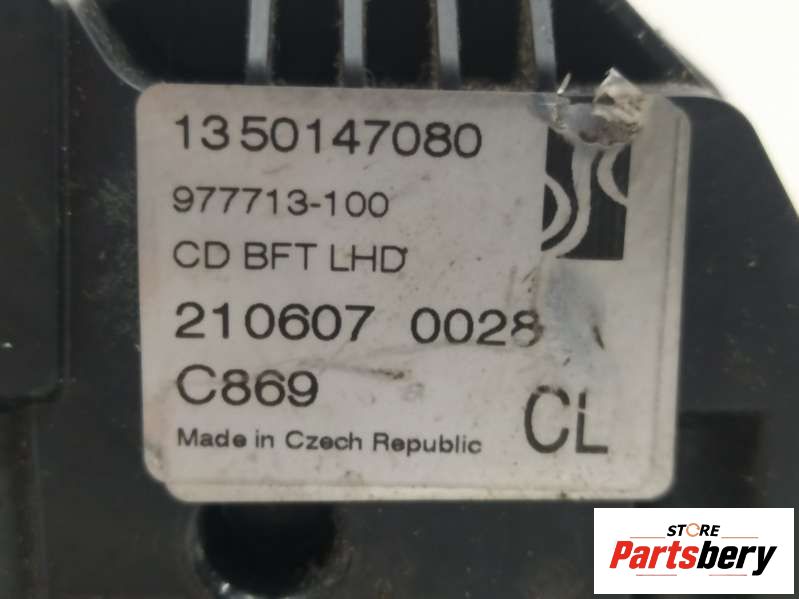 1350147080
977713-100
CD BFT LHD
210607 0028
C869
CL
Made in Czech Republic
STORE
Partsbery